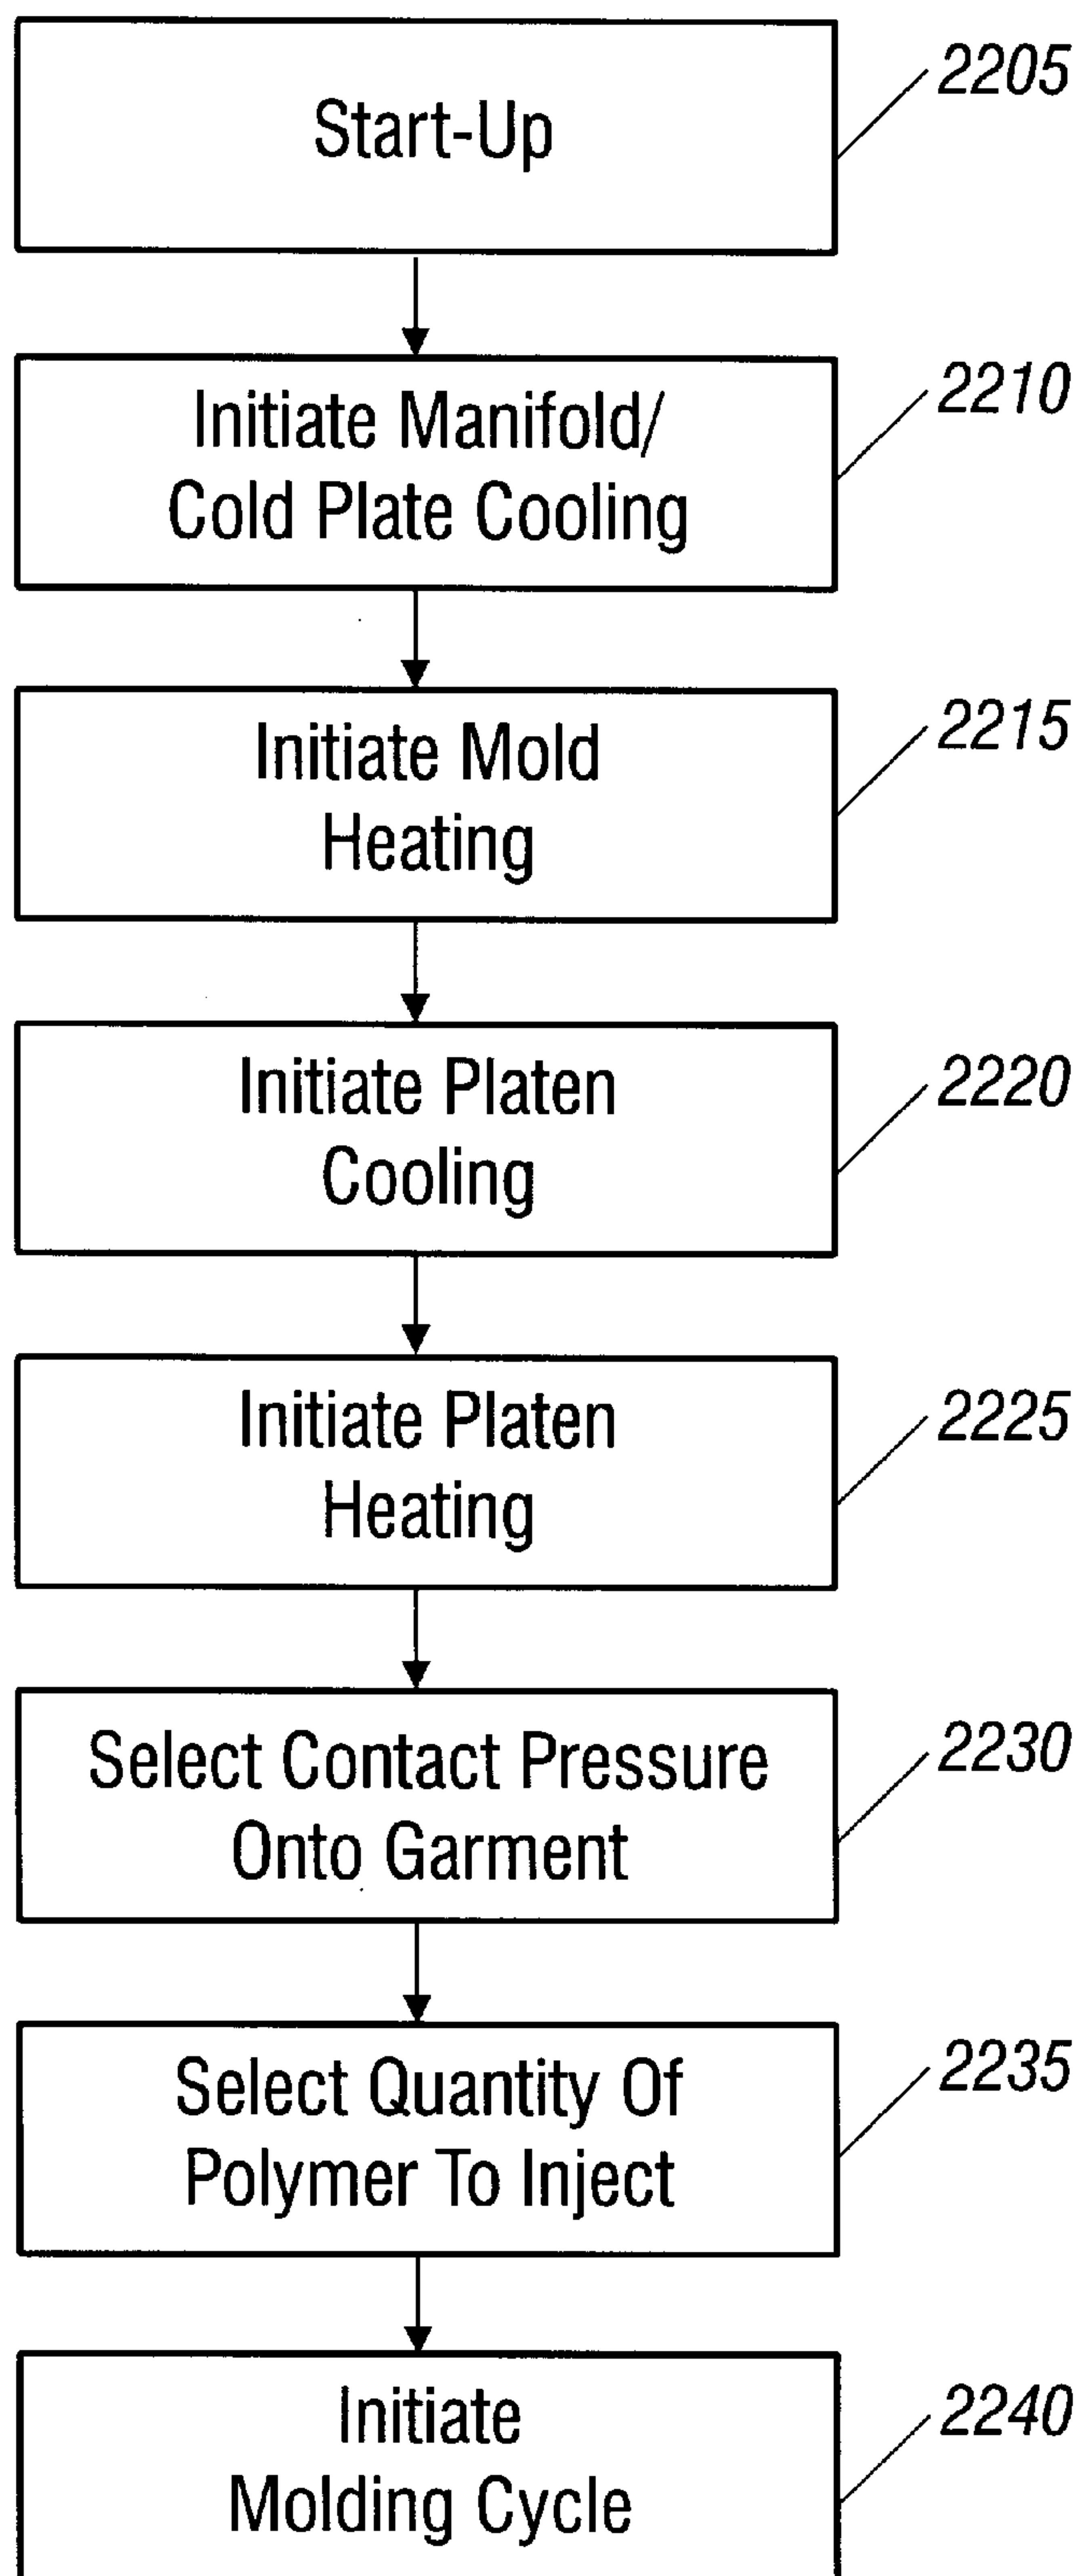 Start-Up
2205
Initiate Manifold/
Cold Plate Cooling
2210
Initiate Mold
Heating
2215
Initiate Platen
Cooling
2220
Initiate Platen
Heating
2225
Select Contact Pressure
Onto Garment
2230
Select Quantity Of
Polymer To Inject
2235
Initiate
Molding Cycle
2240